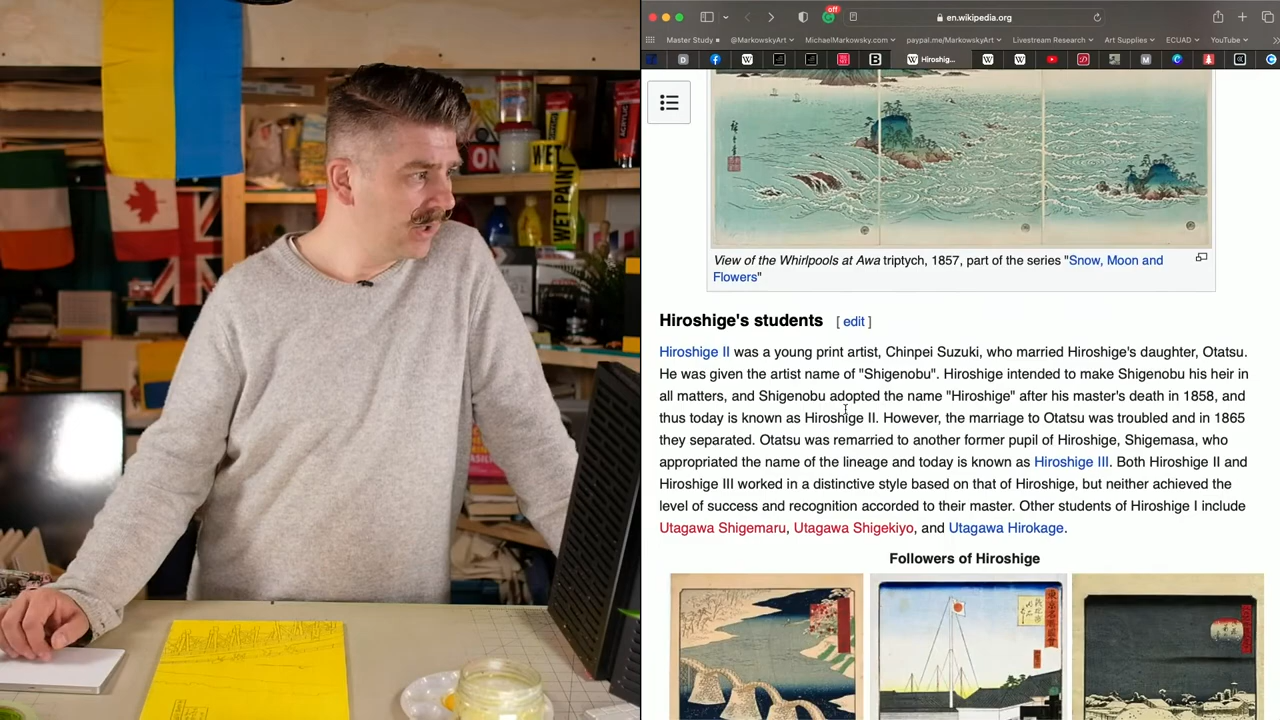 en.wikipedia.org
off
Master Study
@MarkowskyArt
MichaelMarkowsky.com
paypal.me/MarkowskyArt
Livestream Research
Art Supplies
ECUAD
YouTube
Hiroshig...
ON
WET
WET PAINT
View of the Whirlpools at Awa triptych, 1857, part of the series "Snow, Moon and
Flowers"
Hiroshige's students [ edit ]
Hiroshige II was a young print artist, Chinpei Suzuki, who married Hiroshige's daughter, Otatsu.
He was given the artist name of "Shigenobu". Hiroshige intended to make Shigenobu his heir in
all matters, and Shigenobu adopted the name "Hiroshige" after his master's death in 1858, and
thus today is known as Hiroshige II. However, the marriage to Otatsu was troubled and in 1865
they separated. Otatsu was remarried to another former pupil of Hiroshige, Shigemasa, who
appropriated the name of the lineage and today is known as Hiroshige III. Both Hiroshige II and
Hiroshige III worked in a distinctive style based on that of Hiroshige, but neither achieved the
level of success and recognition accorded to their master. Other students of Hiroshige I include
Utagawa Shigemaru, Utagawa Shigekiyo, and Utagawa Hirokage.
Followers of Hiroshige